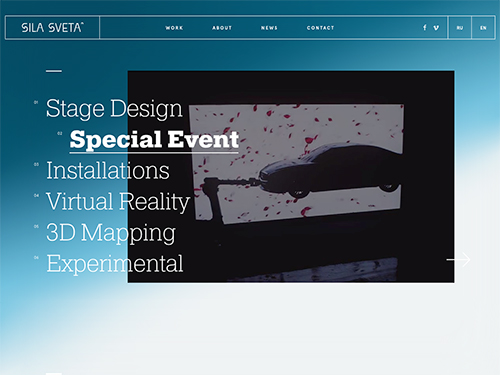 SILA SVETA
WORK
ABOUT
NEWS
CONTACT
RU
EN
01 Stage Design
02 Special Event
03 Installations
04 Virtual Reality
05 3D Mapping
06 Experimental